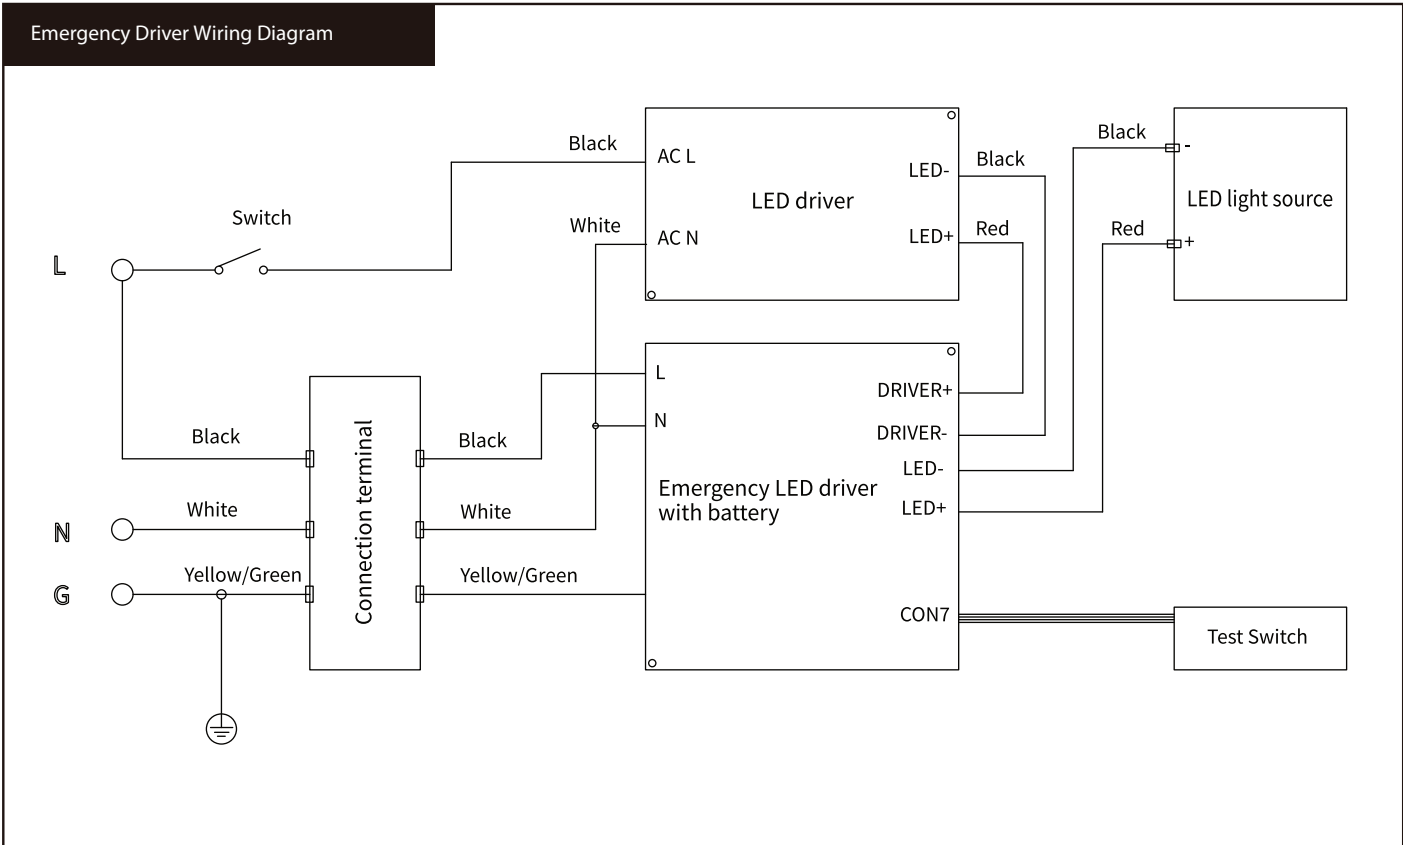 Emergency Driver Wiring Diagram
Black
AC L
LED driver
LED-
Black
Black
-
LED light source
White
AC N
LED+
Red
Red
+
Switch
L
L
N
DRIVER+
DRIVER-
LED-
LED+
Emergency LED driver
with battery
Black
Connection terminal
Black
N
White
White
G
Yellow/Green
Yellow/Green
CON7
Test Switch